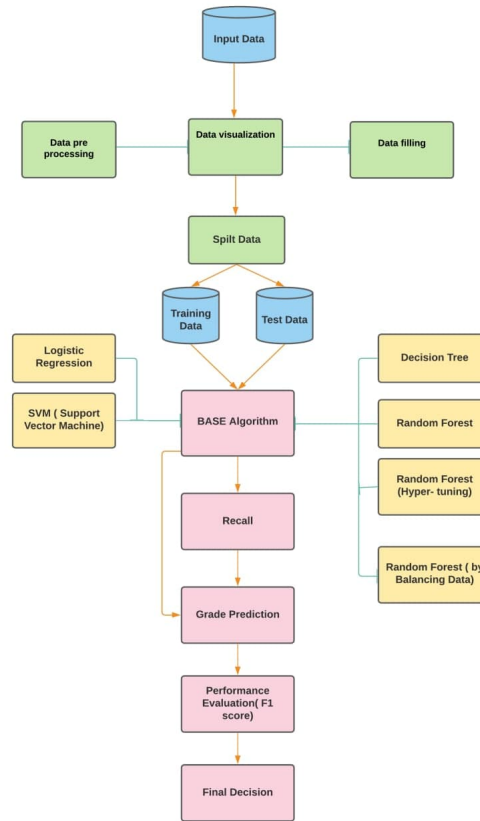 Input Data
Data pre
processing
Data visualization
Data filling
Spilt Data
Training
Data
Test Data
Logistic
Regression
SVM ( Support
Vector Machine)
BASE Algorithm
Decision Tree
Random Forest
Random Forest
(Hyper- tuning)
Random Forest ( by
Balancing Data)
Recall
Grade Prediction
Performance
Evaluation( F1
score)
Final Decision